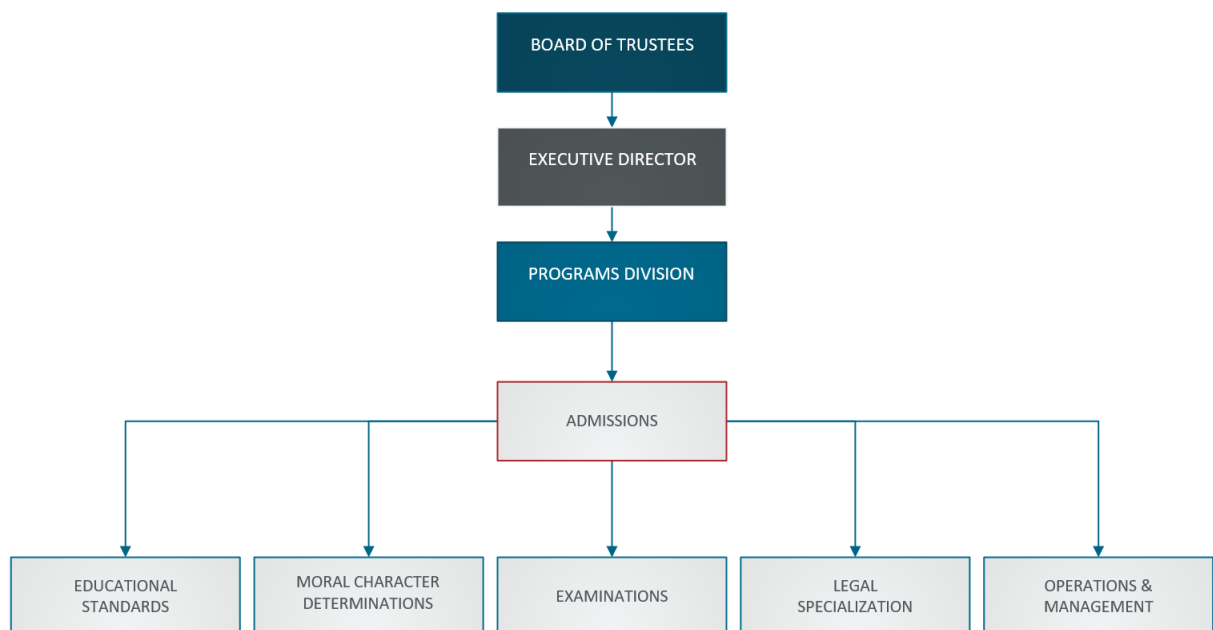 BOARD OF TRUSTEES
EXECUTIVE DIRECTOR
PROGRAMS DIVISION
ADMISSIONS
EDUCATIONAL
STANDARDS
MORAL CHARACTER
DETERMINATIONS
EXAMINATIONS
LEGAL
SPECIALIZATION
OPERATIONS &
MANAGEMENT